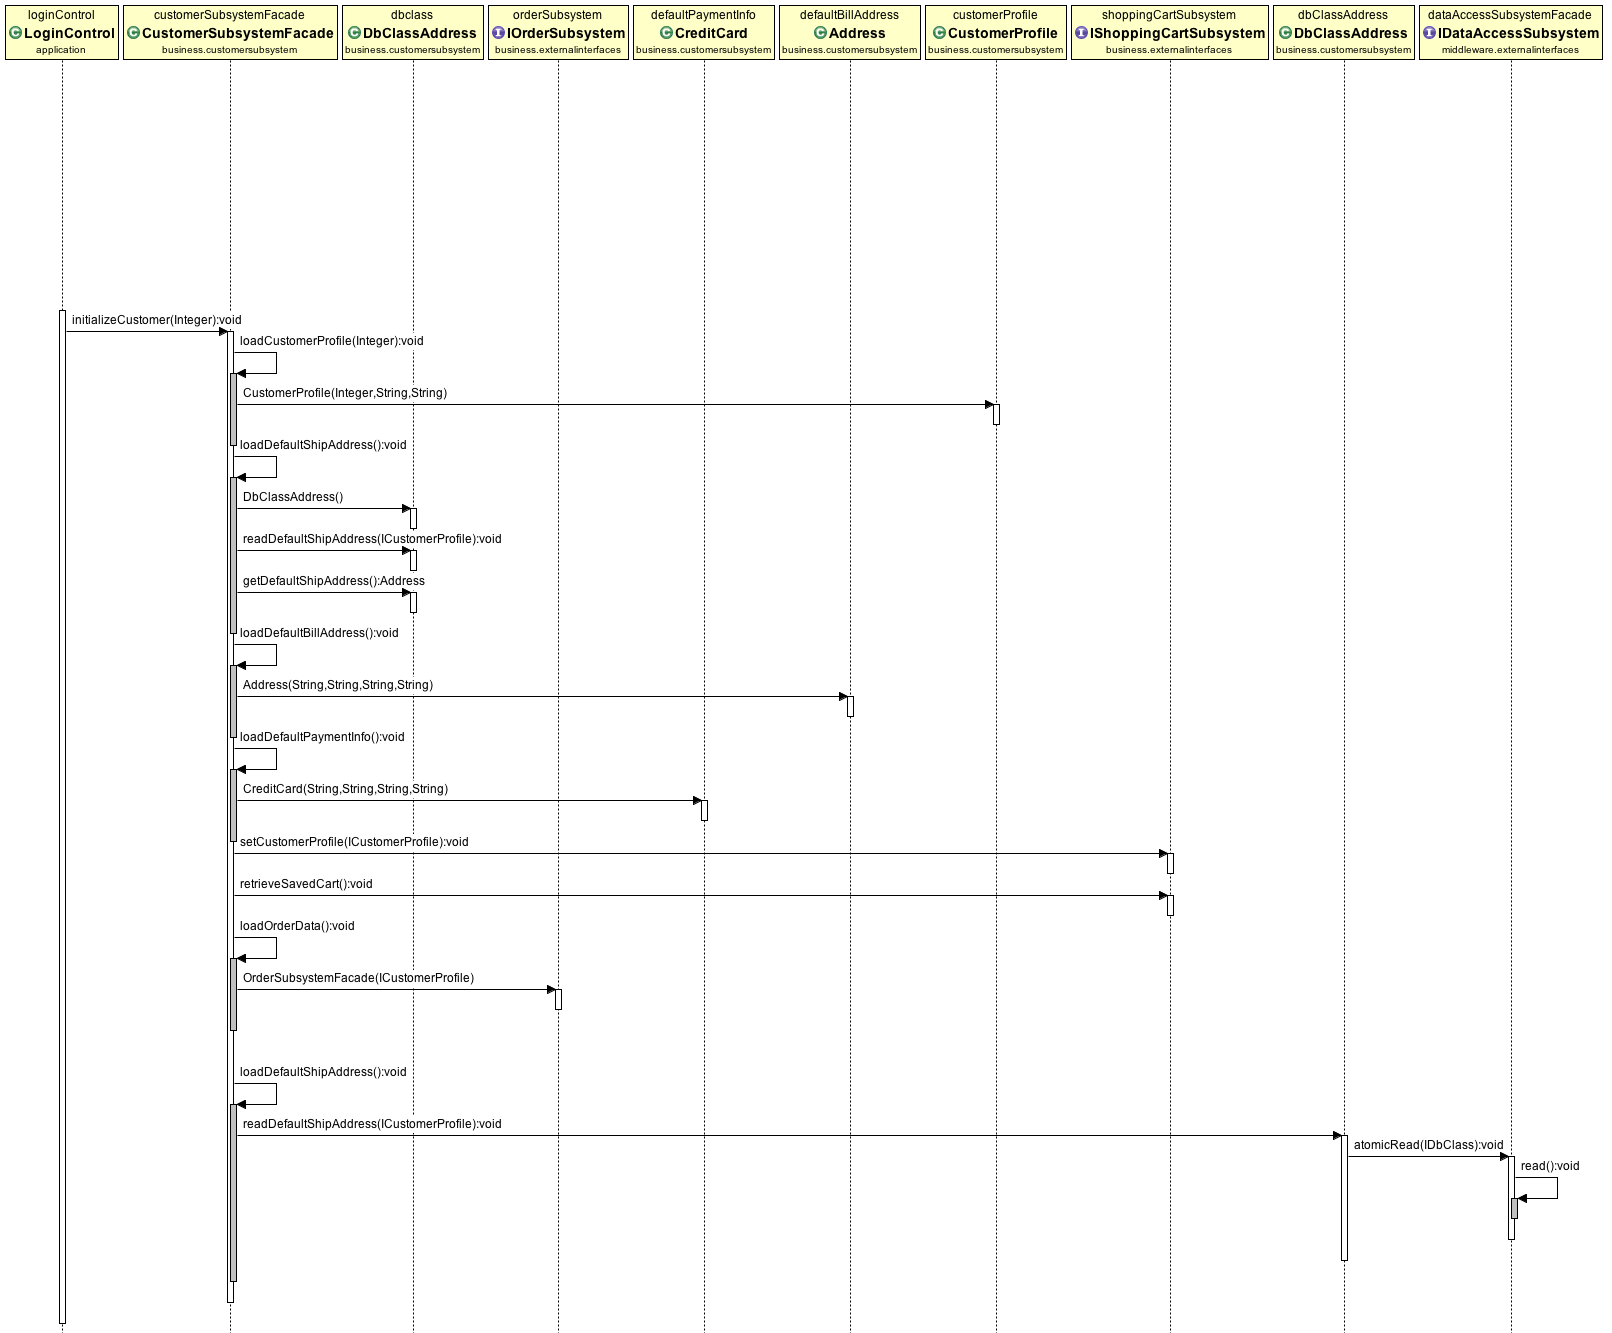 loginControl
LoginControl
application
customerSubsystemFacade
CustomerSubsystemFacade
business.customersubsystem
dbclass
DbClassAddress
business.customersubsystem
orderSubsystem
IOrderSubsystem
business.externalinterfaces
defaultPaymentInfo
CreditCard
business.customersubsystem
defaultBillAddress
Address
business.customersubsystem
customerProfile
CustomerProfile
business.customersubsystem
shoppingCartSubsystem
IShoppingCartSubsystem
business.externalinterfaces
dbClassAddress
DbClassAddress
business.customersubsystem
dataAccessSubsystemFacade
IDataAccessSubsystem
middleware.externalinterfaces
initializeCustomer(Integer):void
loadCustomerProfile(Integer):void
CustomerProfile(Integer,String,String)
loadDefaultShipAddress():void
DbClassAddress()
readDefaultShipAddress(ICustomerProfile):void
getDefaultShipAddress():Address
loadDefaultBillAddress():void
Address(String,String,String,String)
loadDefaultPaymentInfo():void
CreditCard(String,String,String,String)
setCustomerProfile(ICustomerProfile):void
retrieveSavedCart():void
loadOrderData():void
OrderSubsystemFacade(ICustomerProfile)
loadDefaultShipAddress():void
readDefaultShipAddress(ICustomerProfile):void
atomicRead(IDbClass):void
read():void